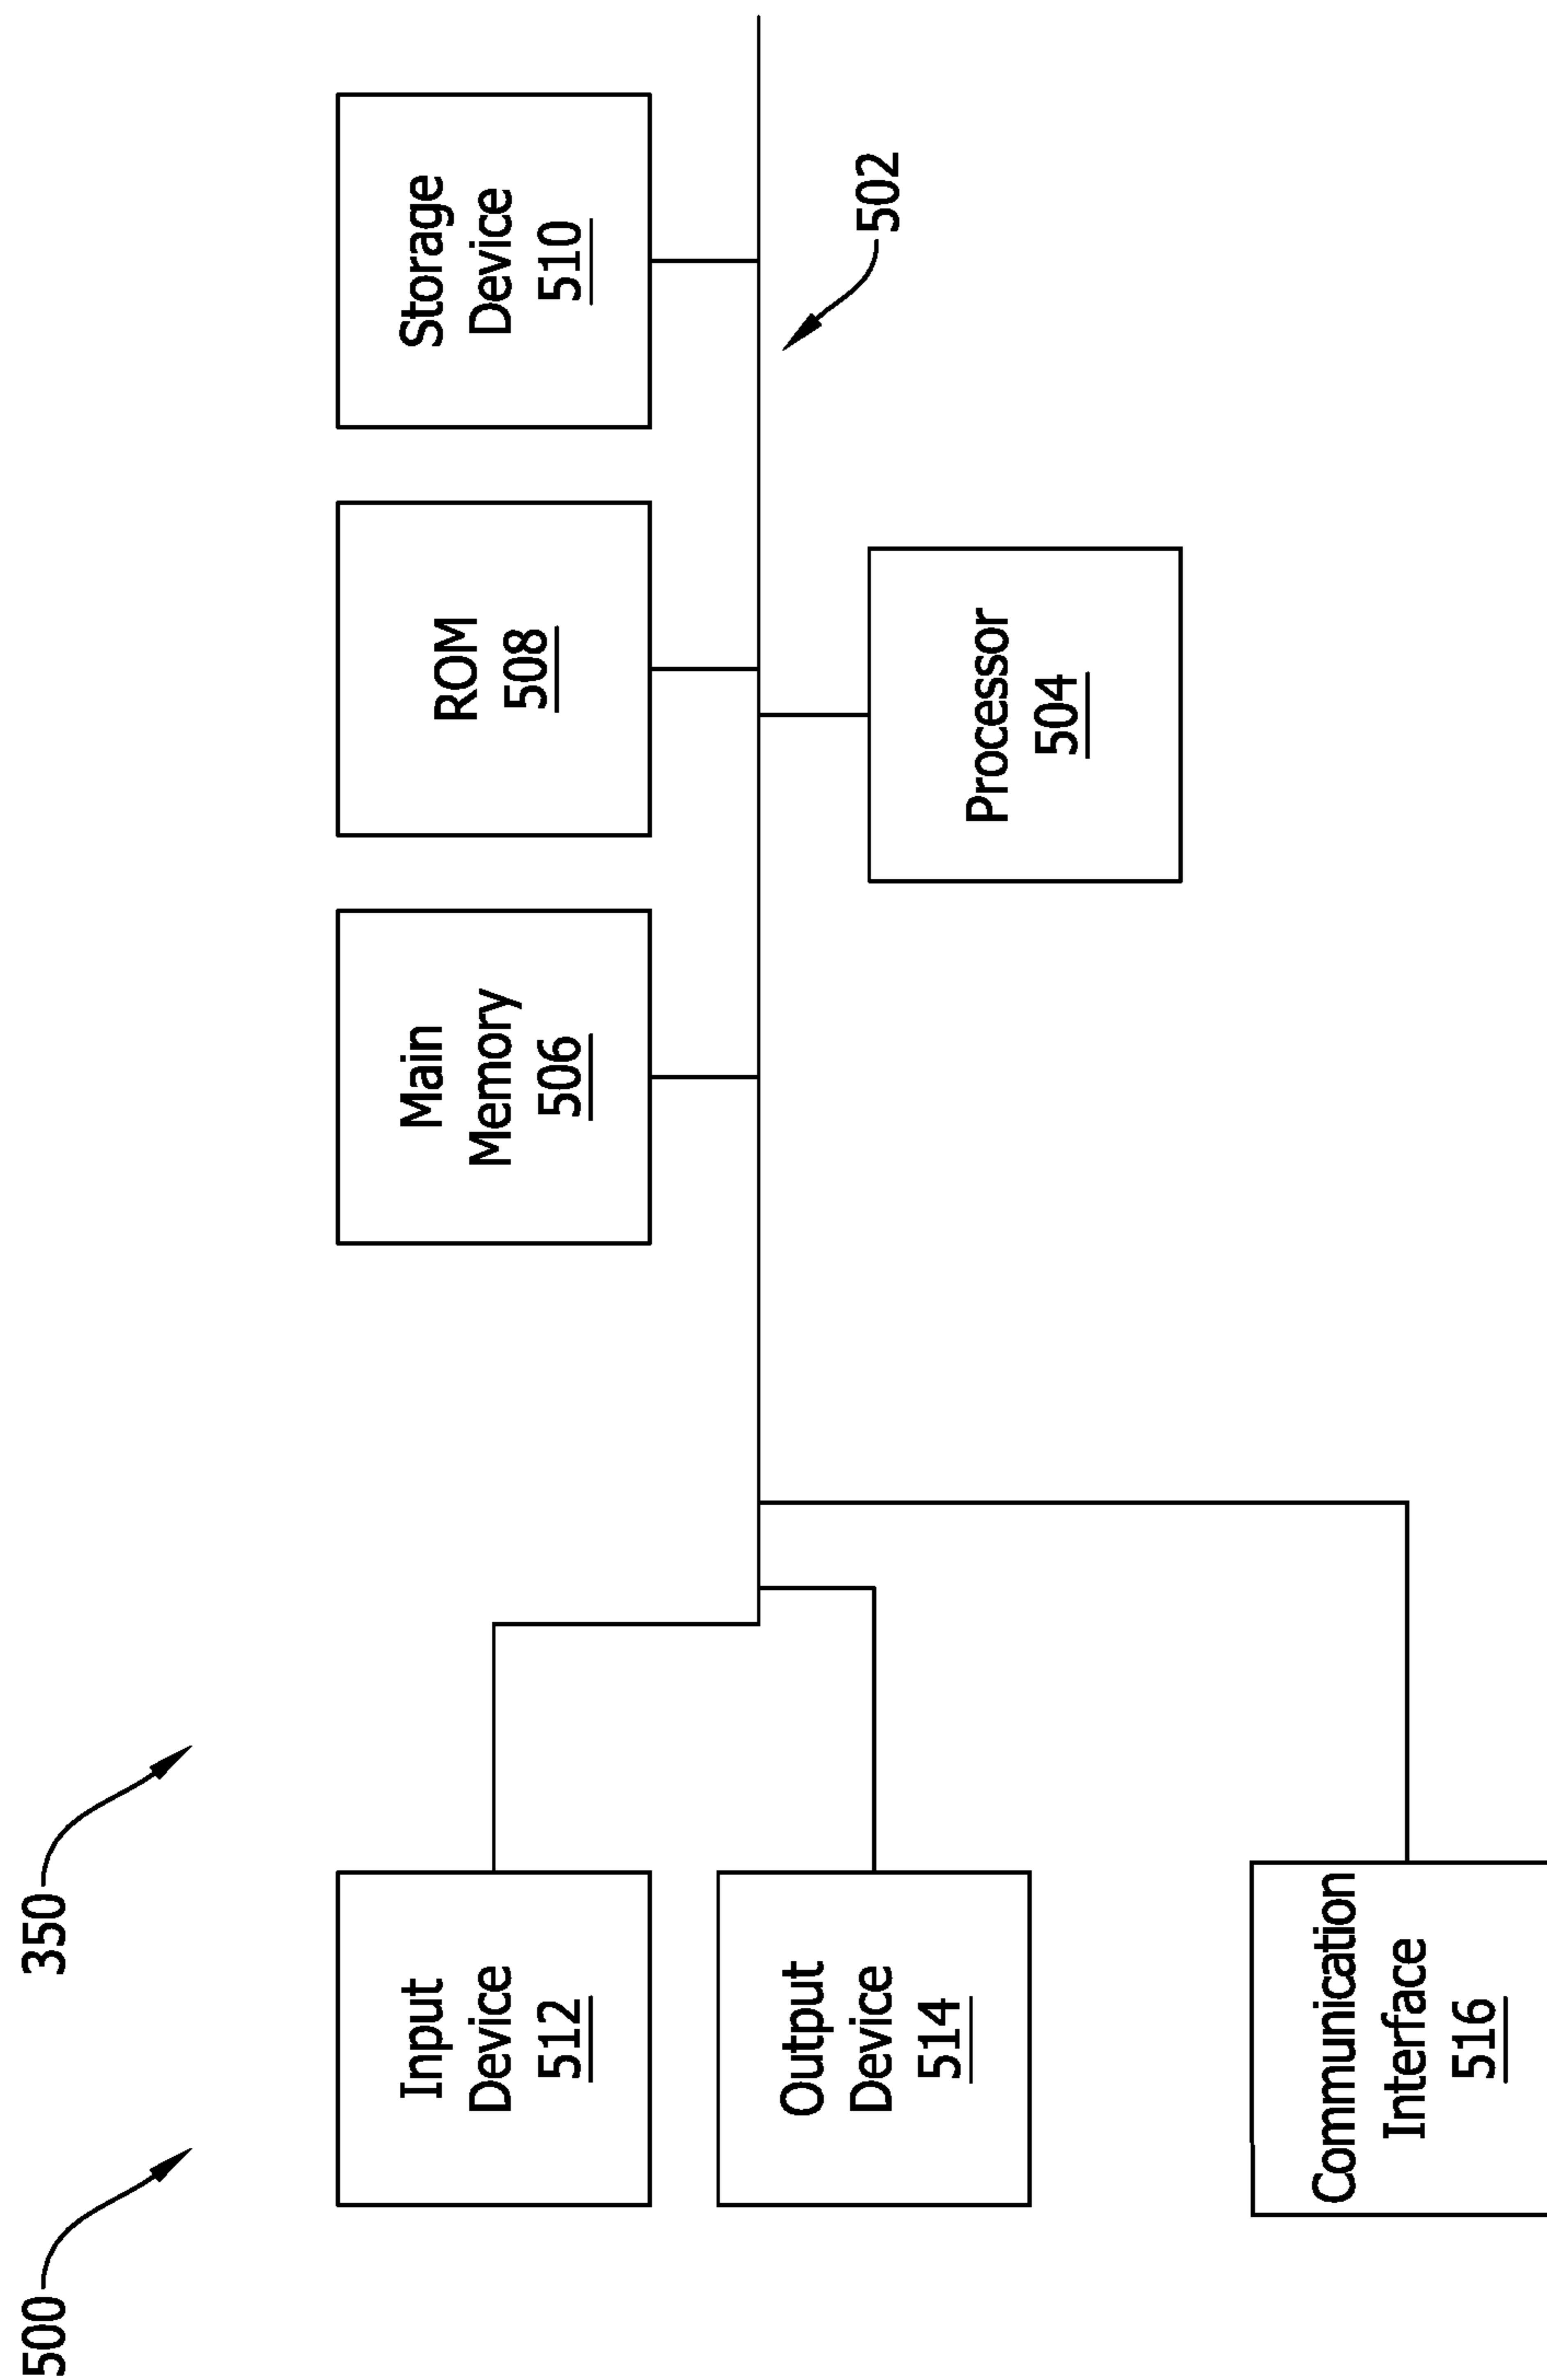 500
350
Input
Device
512
Main
Memory
506
ROM
508
Storage
Device
510
Output
Device
514
502
Processor
504
Communication
Interface
516